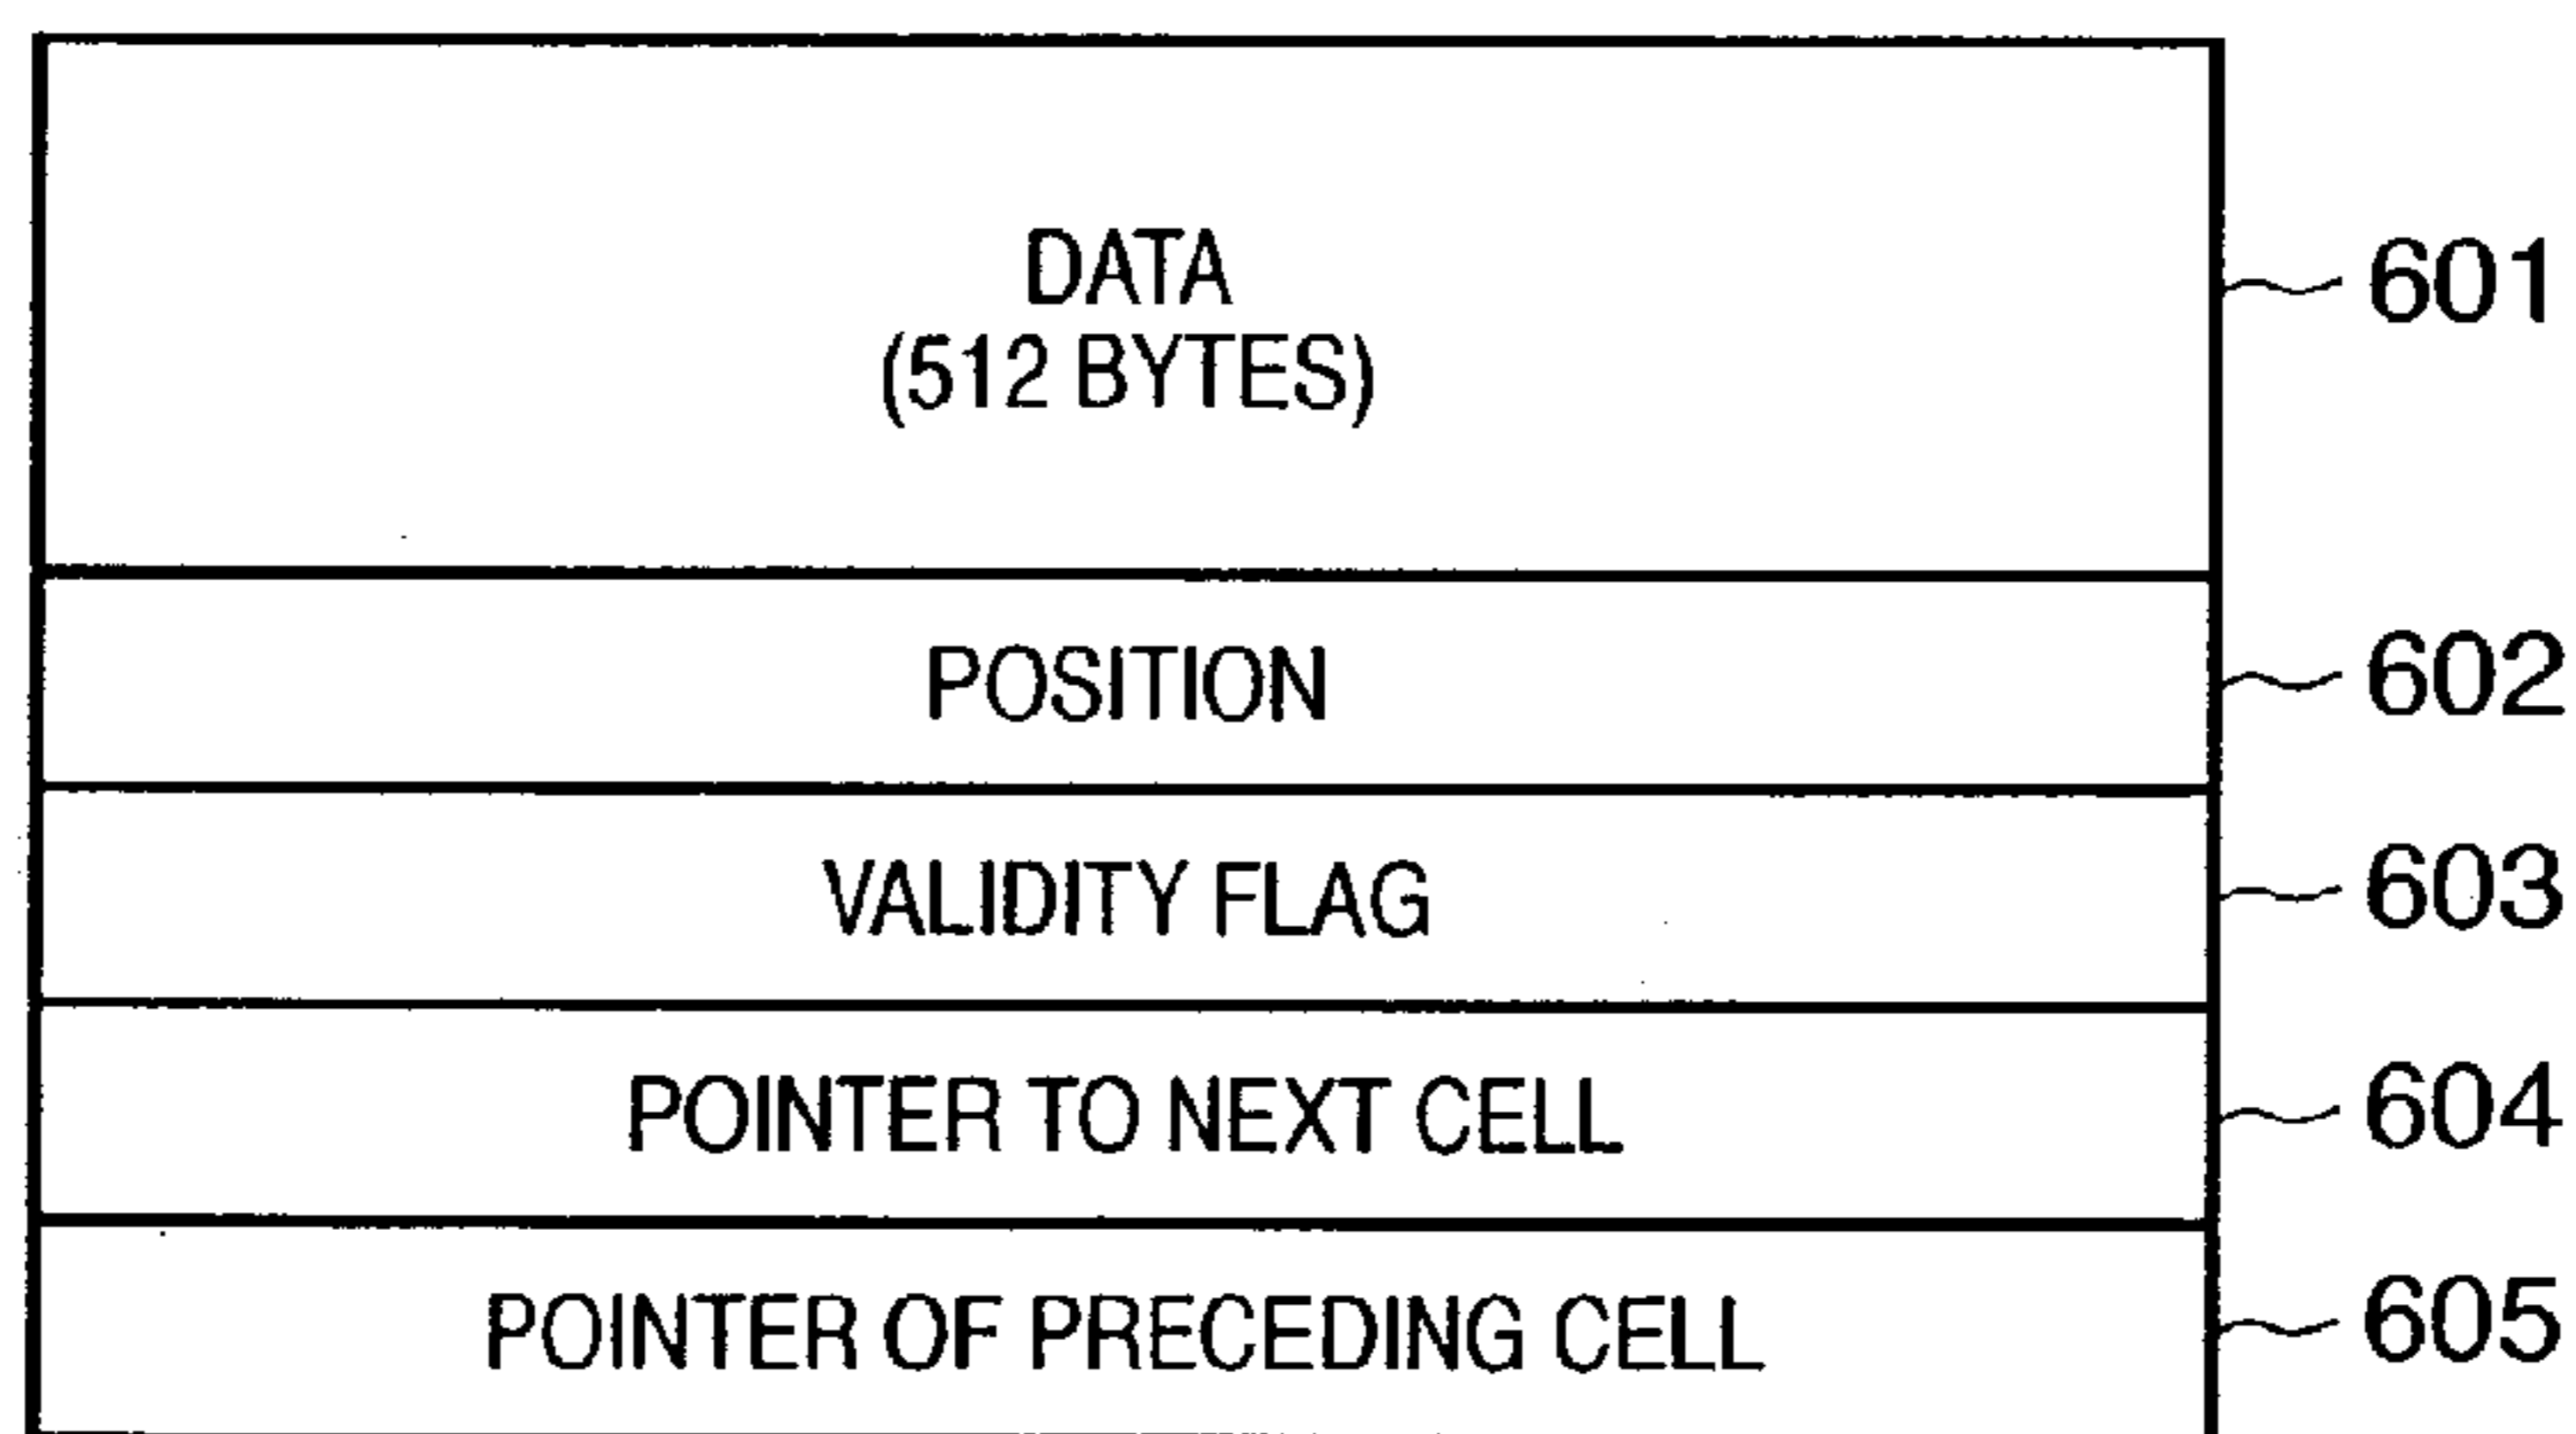 DATA
(512 BYTES)
601
POSITION
602
VALIDITY FLAG
603
POINTER TO NEXT CELL
604
POINTER OF PRECEDING CELL
605